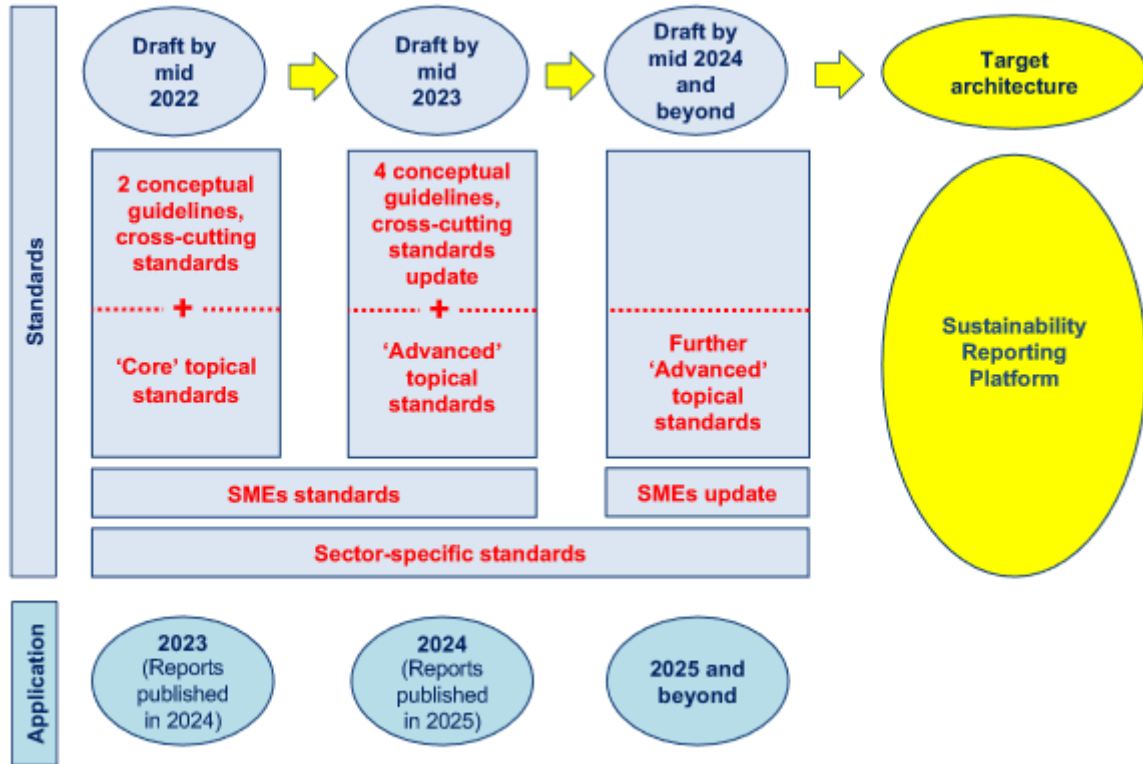 Standards
Draft by
mid
2022
Draft by
mid
2023
Draft by
mid 2024
and
beyond
Target
architecture
2 conceptual
guidelines,
cross-cutting
standards
+
'Core' topical
standards
4 conceptual
guidelines,
cross-cutting
standards
update
+
'Advanced'
topical
standards
Further
'Advanced'
topical
standards
Sustainability
Reporting
Platform
SMEs standards
SMEs update
Sector-specific standards
Application
2023
(Reports
published
in 2024)
2024
(Reports
published
in 2025)
2025 and
beyond